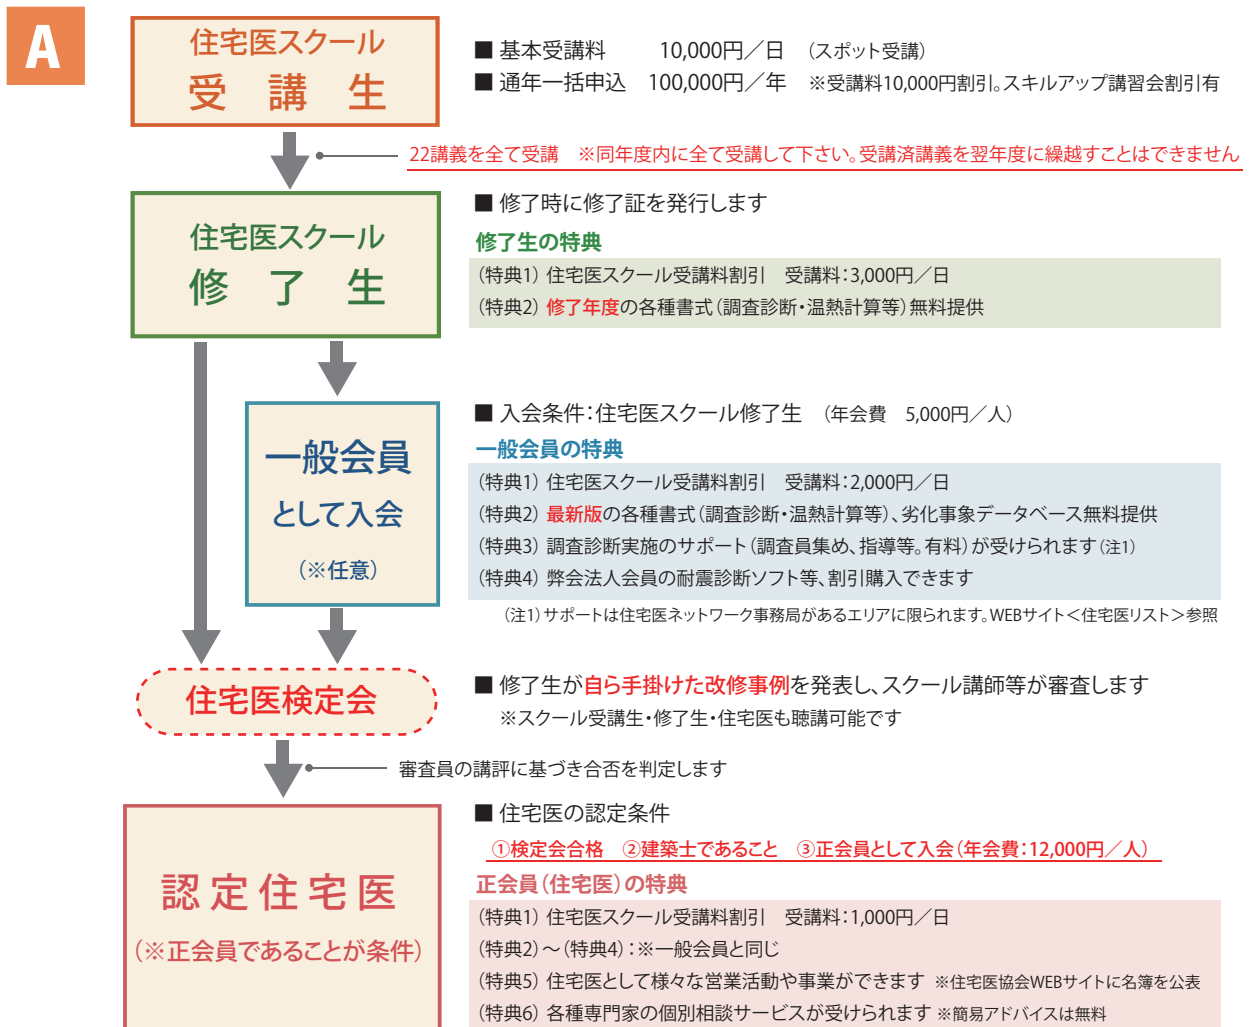 A
住宅医スクール
受 講 生
■ 基本受講料 10,000円／日 （スポット受講）
■ 通年一括申込 100,000円／年 ※受講料10,000円割引。スキルアップ講習会割引有
22講義を全て受講 ※同年度内に全て受講して下さい。受講済講義を翌年度に繰越すことはできません
住宅医スクール
修 了 生
■ 修了時に修了証を発行します
修了生の特典
（特典1） 住宅医スクール受講料割引 受講料：3,000円／日
（特典2） 修了年度の各種書式（調査診断・温熱計算等）無料提供
一般会員
として入会
（※任意）
■ 入会条件：住宅医スクール修了生 （年会費 5,000円／人）
一般会員の特典
（特典1） 住宅医スクール受講料割引 受講料：2,000円／日
（特典2） 最新版の各種書式（調査診断・温熱計算等）、劣化事象データベース無料提供
（特典3） 調査診断実施のサポート（調査員集め、指導等。有料）が受けられます（注1）
（特典4） 弊会法人会員の耐震診断ソフト等、割引購入できます
（注1）サポートは住宅医ネットワーク事務局があるエリアに限られます。WEBサイト＜住宅医リスト＞参照
住宅医検定会
■ 修了生が自ら手掛けた改修事例を発表し、スクール講師等が審査します
※スクール受講生・修了生・住宅医も聴講可能です
審査員の講評に基づき合否を判定します
認定住宅医
（※正会員であることが条件）
■ 住宅医の認定条件
①検定会合格 ②建築士であること ③正会員として入会（年会費：12,000円／人）
正会員（住宅医）の特典
（特典1） 住宅医スクール受講料割引 受講料：1,000円／日
（特典2）～（特典4）：※一般会員と同じ
（特典5） 住宅医として様々な営業活動や事業ができます ※住宅医協会WEBサイトに名簿を公表
（特典6） 各種専門家の個別相談サービスが受けられます ※簡易アドバイスは無料